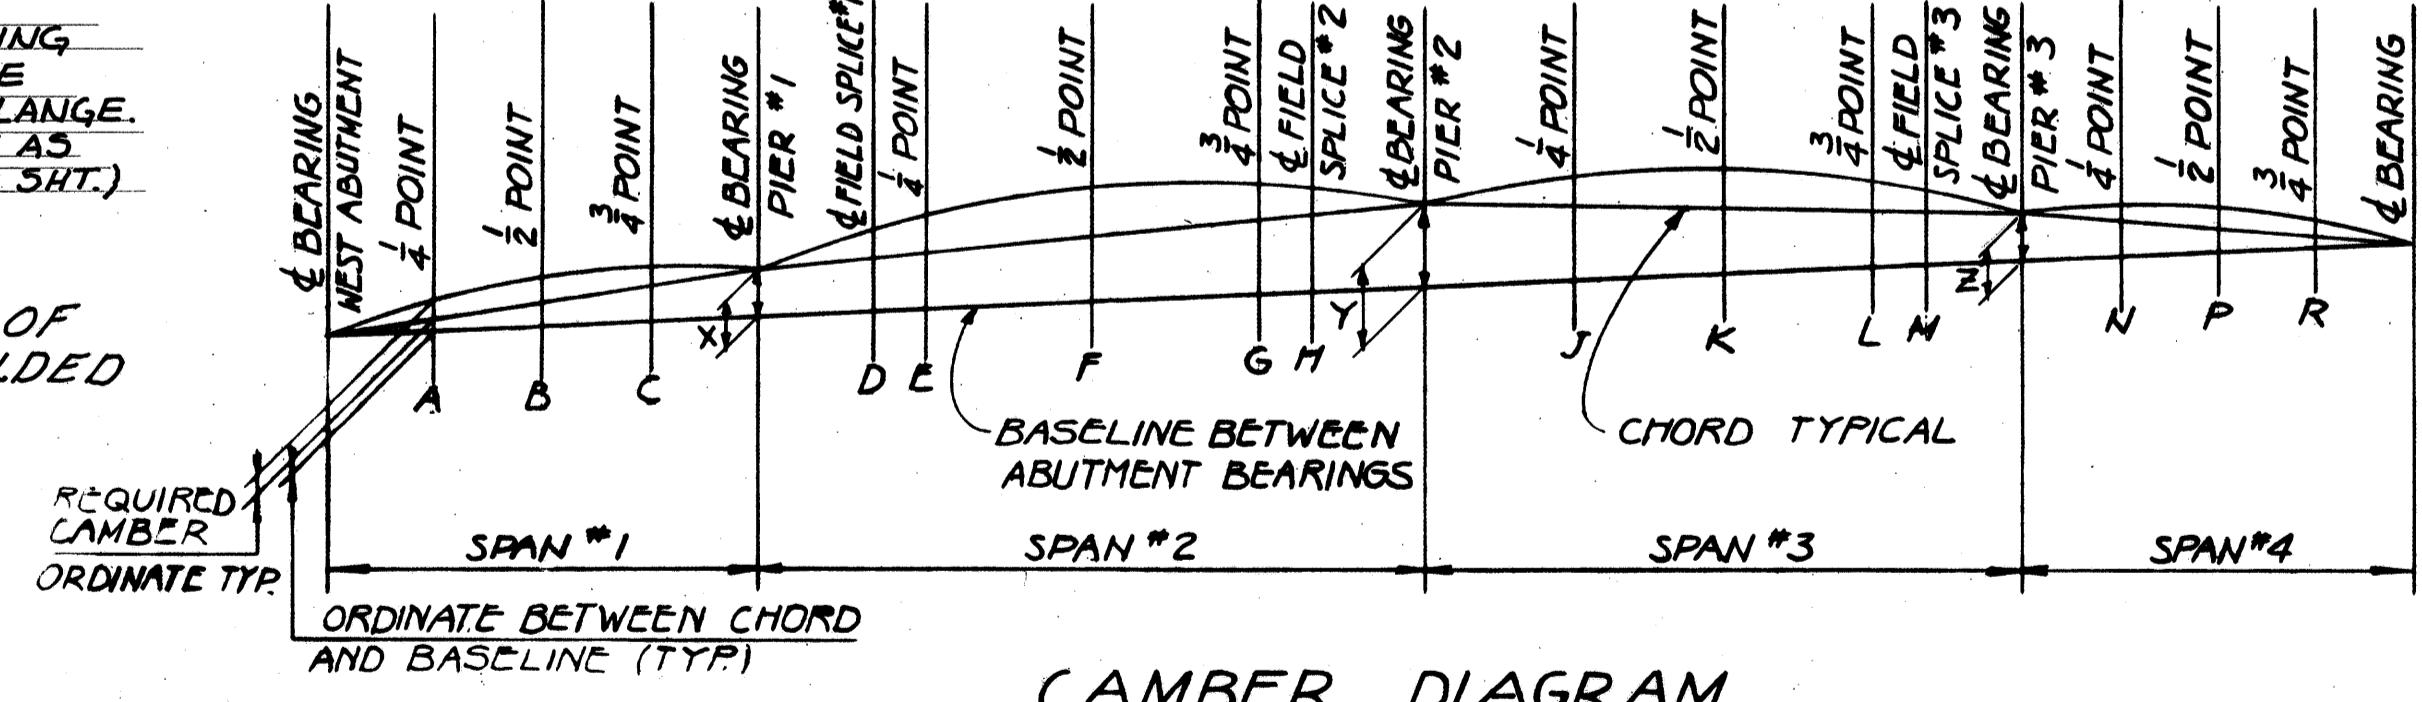 ING
E
LANGE.
AS
SHT.)
OF
LDED
℄ BEARING
WEST ABUTMENT
1/4 POINT
1/2 POINT
3/4 POINT
℄ BEARING
PIER #1
℄ FIELD SPLICE #1
1/4 POINT
1/2 POINT
3/4 POINT
℄ FIELD
SPLICE #2
℄ BEARING
PIER #2
1/4 POINT
1/2 POINT
3/4 POINT
℄ FIELD
SPLICE #3
℄ BEARING
PIER #3
1/4 POINT
1/2 POINT
3/4 POINT
℄ BEARING
X
Y
Z
A B C D E F G H J K L M N P R
BASELINE BETWEEN
ABUTMENT BEARINGS
CHORD TYPICAL
REQUIRED
CAMBER
ORDINATE TYP.
SPAN #1
SPAN #2
SPAN #3
SPAN #4
ORDINATE BETWEEN CHORD
AND BASELINE (TYP.)
CAMBER DIAGRAM